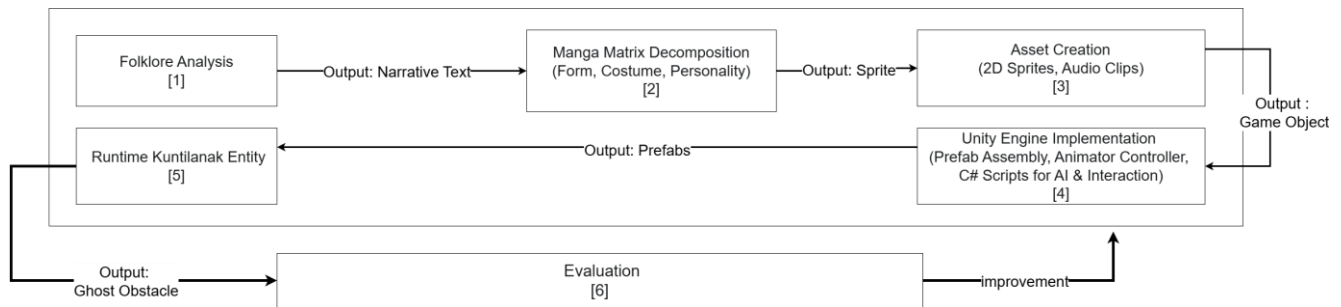 Folklore Analysis
[1]
Output: Narrative Text
Manga Matrix Decomposition
(Form, Costume, Personality)
[2]
Output: Sprite
Asset Creation
(2D Sprites, Audio Clips)
[3]
Output :
Game Object
Unity Engine Implementation
(Prefab Assembly, Animator Controller,
C# Scripts for AI & Interaction)
[4]
Output: Prefabs
Runtime Kuntilanak Entity
[5]
Output:
Ghost Obstacle
Evaluation
[6]
improvement